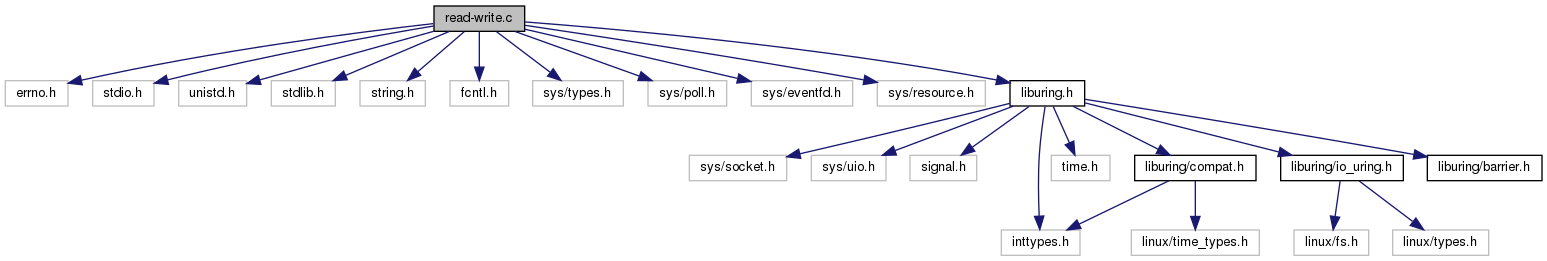 read-write.c
errno.h
stdio.h
unistd.h
stdlib.h
string.h
fcntl.h
sys/types.h
sys/poll.h
sys/eventfd.h
sys/resource.h
liburing.h
sys/socket.h
sys/uio.h
signal.h
time.h
liburing/compat.h
liburing/io_uring.h
liburing/barrier.h
inttypes.h
linux/time_types.h
linux/fs.h
linux/types.h